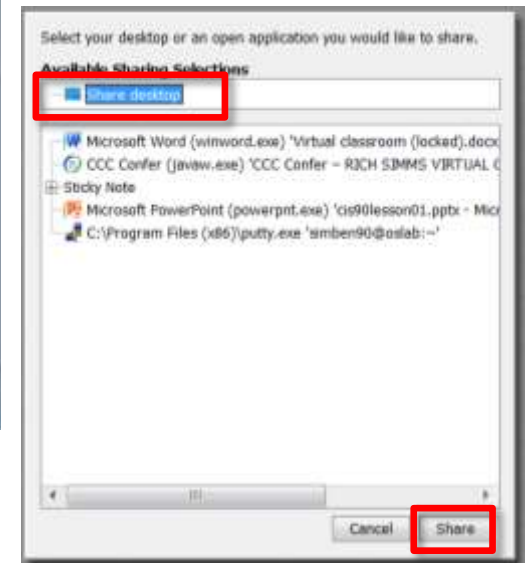 Select your desktop or an open application you would like to share.
Available Sharing Selections
Share desktop
Microsoft Word (winword.exe) 'Virtual classroom (locked).docx
CCC Confer (javaw.exe) 'CCC Confer – RICH SIMMS VIRTUAL C
Sticky Note
Microsoft PowerPoint (powerpnt.exe) 'cis90lesson01.pptx - Micr
C:\Program Files (x86)\putty.exe 'simben90@oslab:~'
Cancel Share